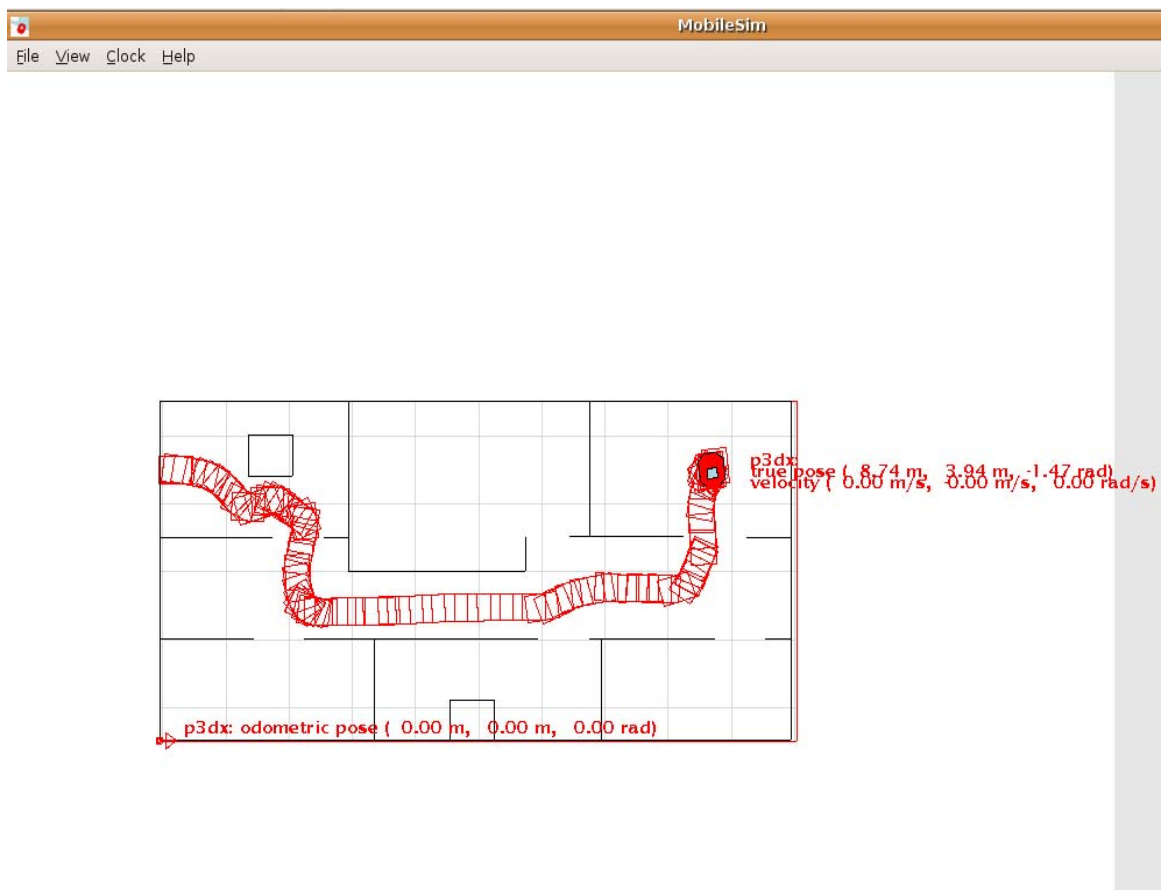 MobileSim
File View Clock Help
p3dx:
true pose ( 8.74 m, 3.94 m, -1.47 rad)
velocity ( 0.00 m/s, -0.00 m/s, 0.00 rad/s)
p3dx: odometric pose ( 0.00 m, 0.00 m, 0.00 rad)